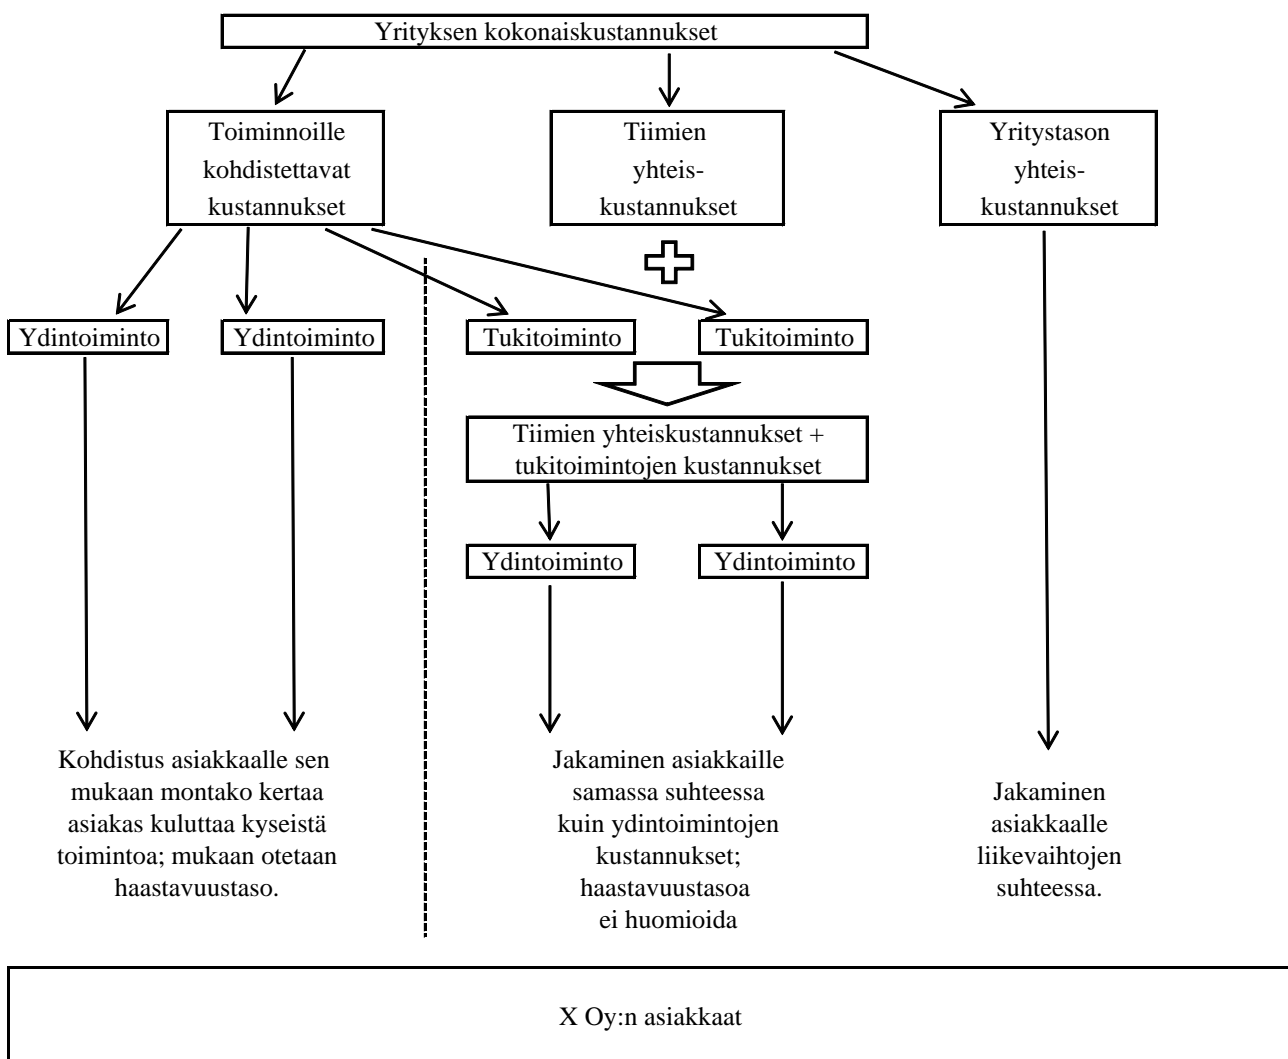 Yrityksen kokonaiskustannukset
Toiminnoille
kohdistettavat
kustannukset
Tiimien
yhteis-
kustannukset
Yritystason
yhteis-
kustannukset
Ydintoiminto
Ydintoiminto
Tukitoiminto
Tukitoiminto
Tiimien yhteiskustannukset +
tukitoimintojen kustannukset
Ydintoiminto
Ydintoiminto
Kohdistus asiakkaalle sen
mukaan montako kertaa
asiakas kuluttaa kyseistä
toimintoa; mukaan otetaan
haastavuustaso.
Jakaminen asiakkaille
samassa suhteessa
kuin ydintoimintojen
kustannukset;
haastavuustasoa
ei huomioida
Jakaminen
asiakkaalle
liikevaihtojen
suhteessa.
X Oy:n asiakkaat